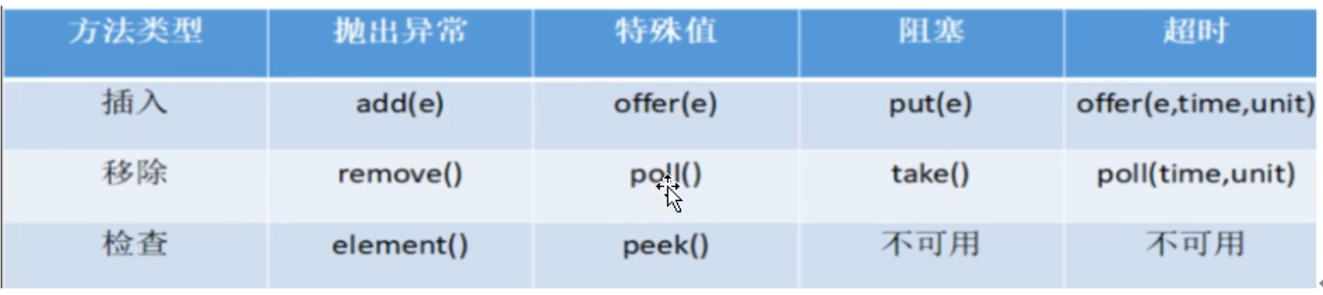 方法类型 抛出异常 特殊值 阻塞 超时
插入 add(e) offer(e) put(e) offer(e,time,unit)
移除 remove() poll() take() poll(time,unit)
检查 element() peek() 不可用 不可用